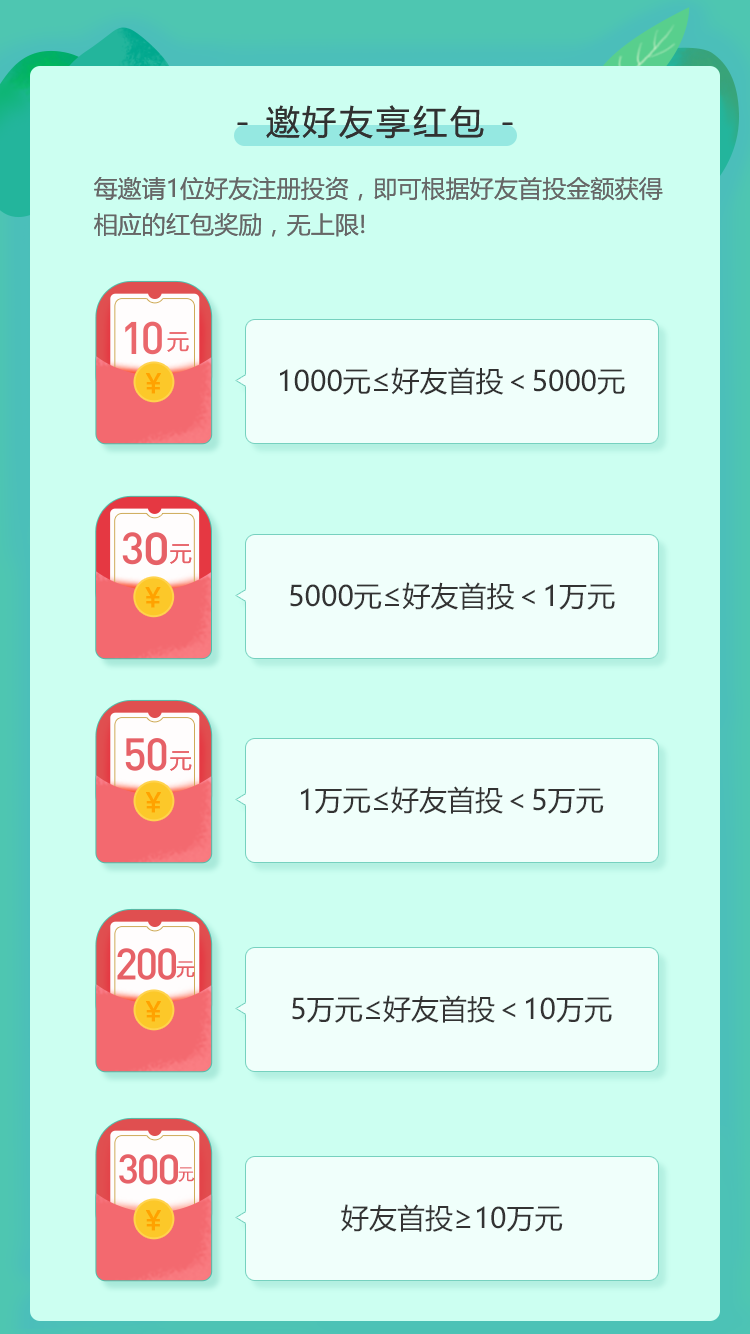 - 邀好友享红包 -
每邀请1位好友注册投资，即可根据好友首投金额获得
相应的红包奖励，无上限!
10元
¥
1000元≤好友首投＜5000元
30元
¥
5000元≤好友首投＜1万元
50元
¥
1万元≤好友首投＜5万元
200元
¥
5万元≤好友首投＜10万元
300元
¥
好友首投≥10万元